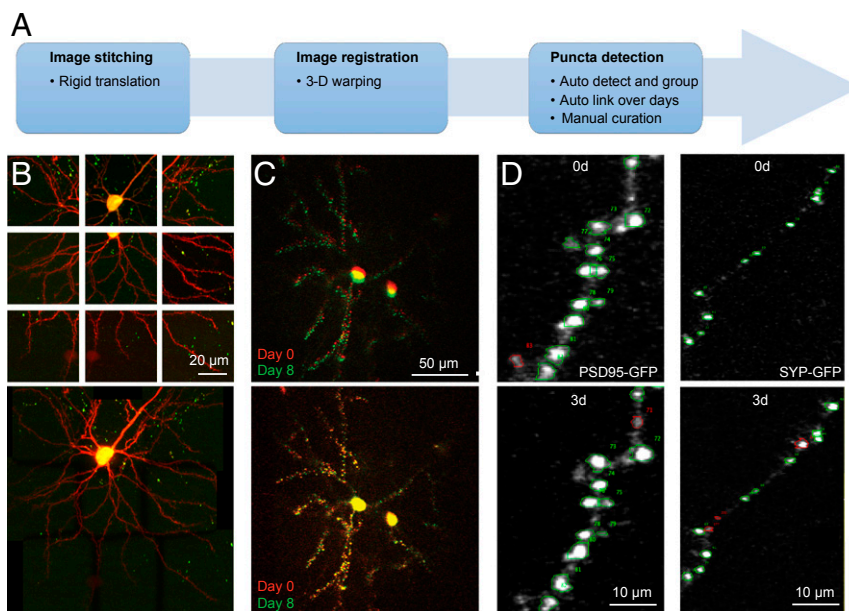 A
Image stitching
• Rigid translation
Image registration
• 3-D warping
Puncta detection
• Auto detect and group
• Auto link over days
• Manual curation
B
20 µm
C
Day 0
Day 8
50 µm
Day 0
Day 8
D
0d
PSD95-GFP
0d
SYP-GFP
3d
10 µm
3d
10 µm